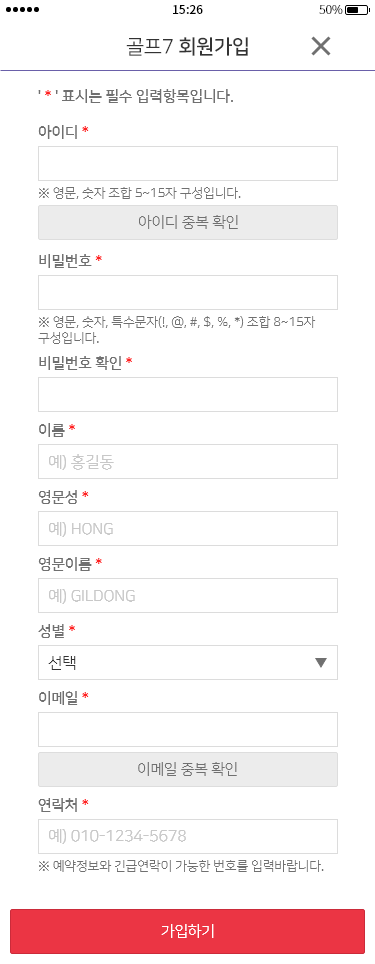 15:26
50%
골프7 회원가입
' * ' 표시는 필수 입력항목입니다.
아이디 *
※ 영문, 숫자 조합 5~15자 구성입니다.
아이디 중복 확인
비밀번호 *
※ 영문, 숫자, 특수문자(!, @, #, $, %, *) 조합 8~15자
구성입니다.
비밀번호 확인 *
이름 *
예) 홍길동
영문성 *
예) HONG
영문이름 *
예) GILDONG
성별 *
선택
이메일 *
이메일 중복 확인
연락처 *
예) 010-1234-5678
※ 예약정보와 긴급연락이 가능한 번호를 입력바랍니다.
가입하기